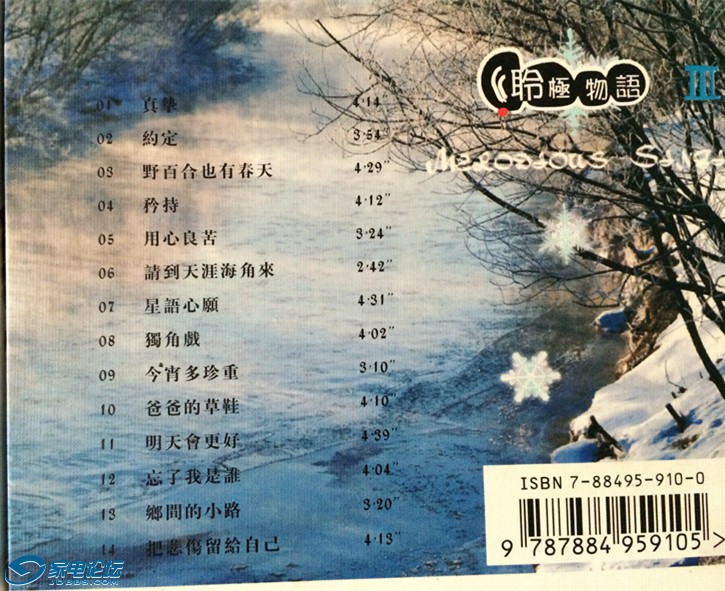 聆極物語
III
01 真摯 4'14"
02 約定 3'54"
03 野百合也有春天 4'29"
04 矜持 4'12"
05 用心良苦 3'24"
06 請到天涯海角來 2'42"
07 星語心願 4'31"
08 獨角戲 4'02"
09 今宵多珍重 3'10"
10 爸爸的草鞋 4'10"
11 明天會更好 4'39"
12 忘了我是誰 4'04"
13 鄉間的小路 3'20"
14 把悲傷留給自己 4'13"
ISBN 7-88495-910-0
9 787884 959105 >
家电论坛
JDBBS.COM